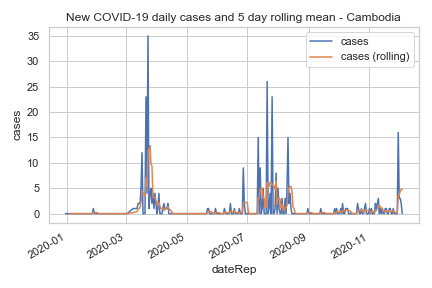 New COVID-19 daily cases and 5 day rolling mean - Cambodia
cases
cases (rolling)
35
30
25
20
15
10
5
0
cases
2020-01
2020-03
2020-05
2020-07
2020-09
2020-11
dateRep